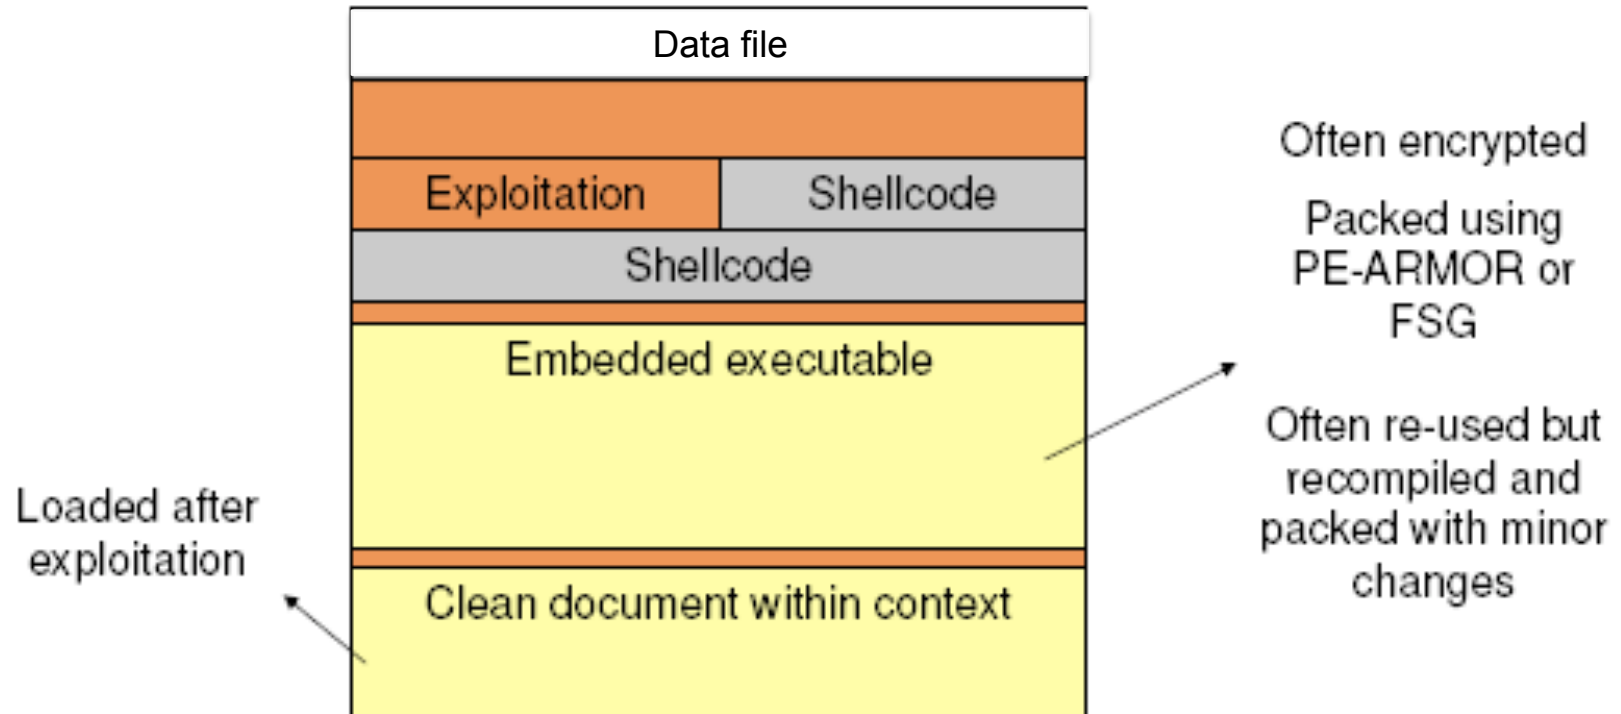 Data file
Often encrypted
Exploitation
Shellcode
Packed using
PE-ARMOR or
FSG
Shellcode
Embedded executable
Often re-used but
recompiled and
packed with minor
changes
Loaded after
exploitation
Clean document within context